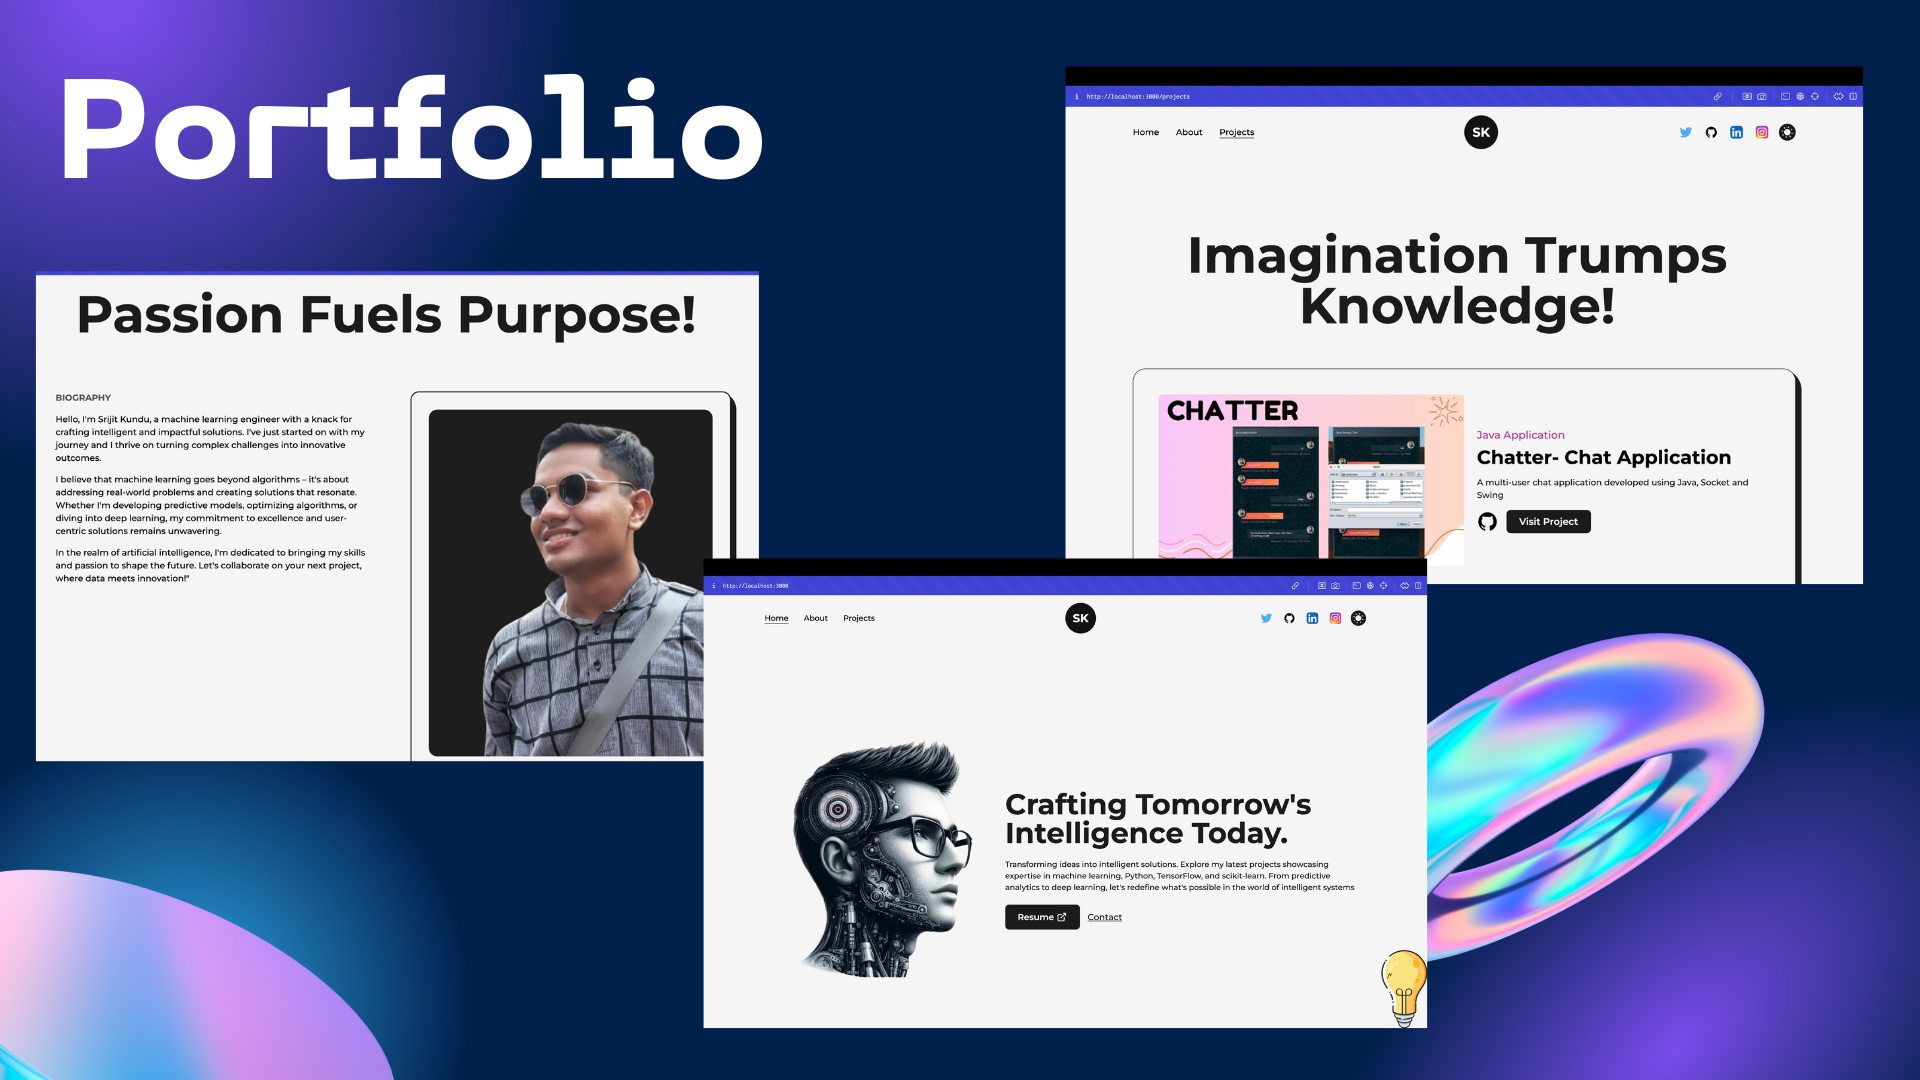 Portfolio
Passion Fuels Purpose!
BIOGRAPHY
Hello, I'm Srijit Kundu, a machine learning engineer with a knack for
crafting intelligent and impactful solutions. I've just started on with my
journey and I thrive on turning complex challenges into innovative
outcomes.
I believe that machine learning goes beyond algorithms – it's about
addressing real-world problems and creating solutions that resonate.
Whether I'm developing predictive models, optimizing algorithms, or
diving into deep learning, my commitment to excellence and user-
centric solutions remains unwavering.
In the realm of artificial intelligence, I'm dedicated to bringing my skills
and passion to shape the future. Let's collaborate on your next project,
where data meets innovation!"
http://localhost:3000/projects
Home About Projects
SK
Imagination Trumps
Knowledge!
CHATTER
Java Application
Chatter- Chat Application
A multi-user chat application developed using Java, Socket and
Swing
Visit Project
http://localhost:3000
Home About Projects
SK
Crafting Tomorrow's
Intelligence Today.
Transforming ideas into intelligent solutions. Explore my latest projects showcasing
expertise in machine learning, Python, TensorFlow, and scikit-learn. From predictive
analytics to deep learning, let's redefine what's possible in the world of intelligent systems
Resume
Contact